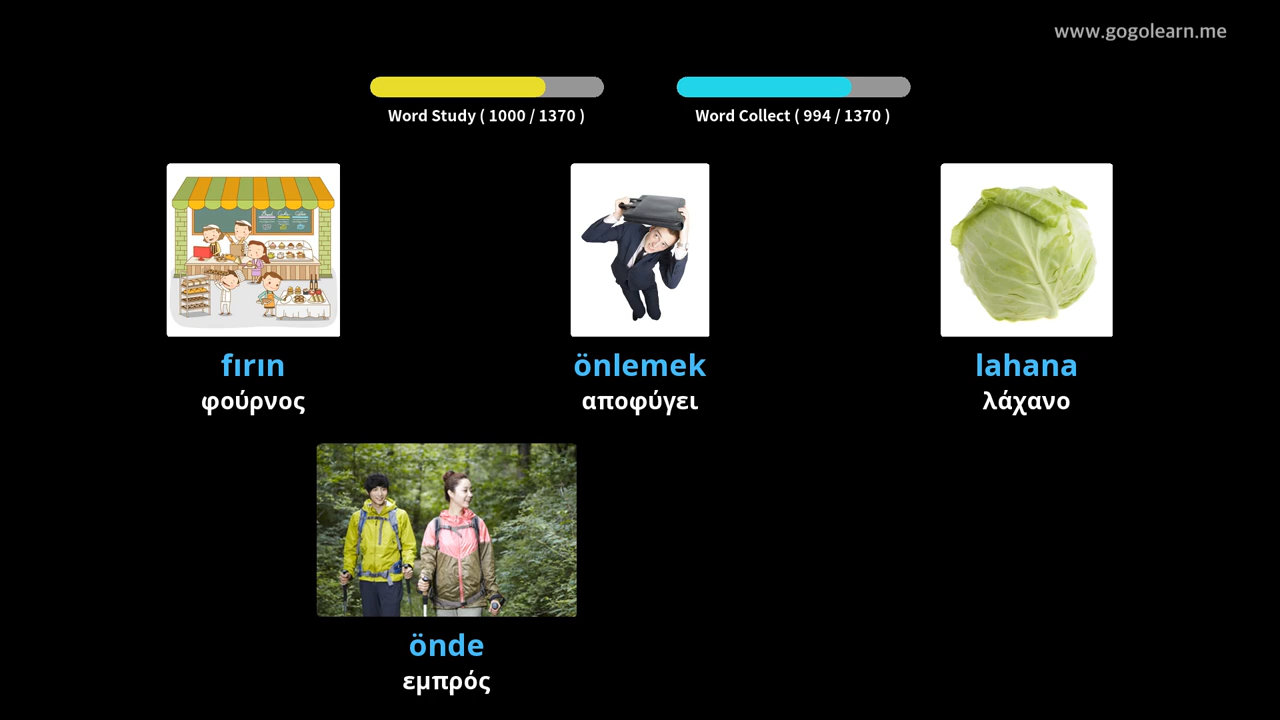 www.gogolearn.me
Word Study ( 1000 / 1370 )
Word Collect ( 994 / 1370 )
fırın
φούρνος
önlemek
αποφύγει
lahana
λάχανο
önde
εμπρός